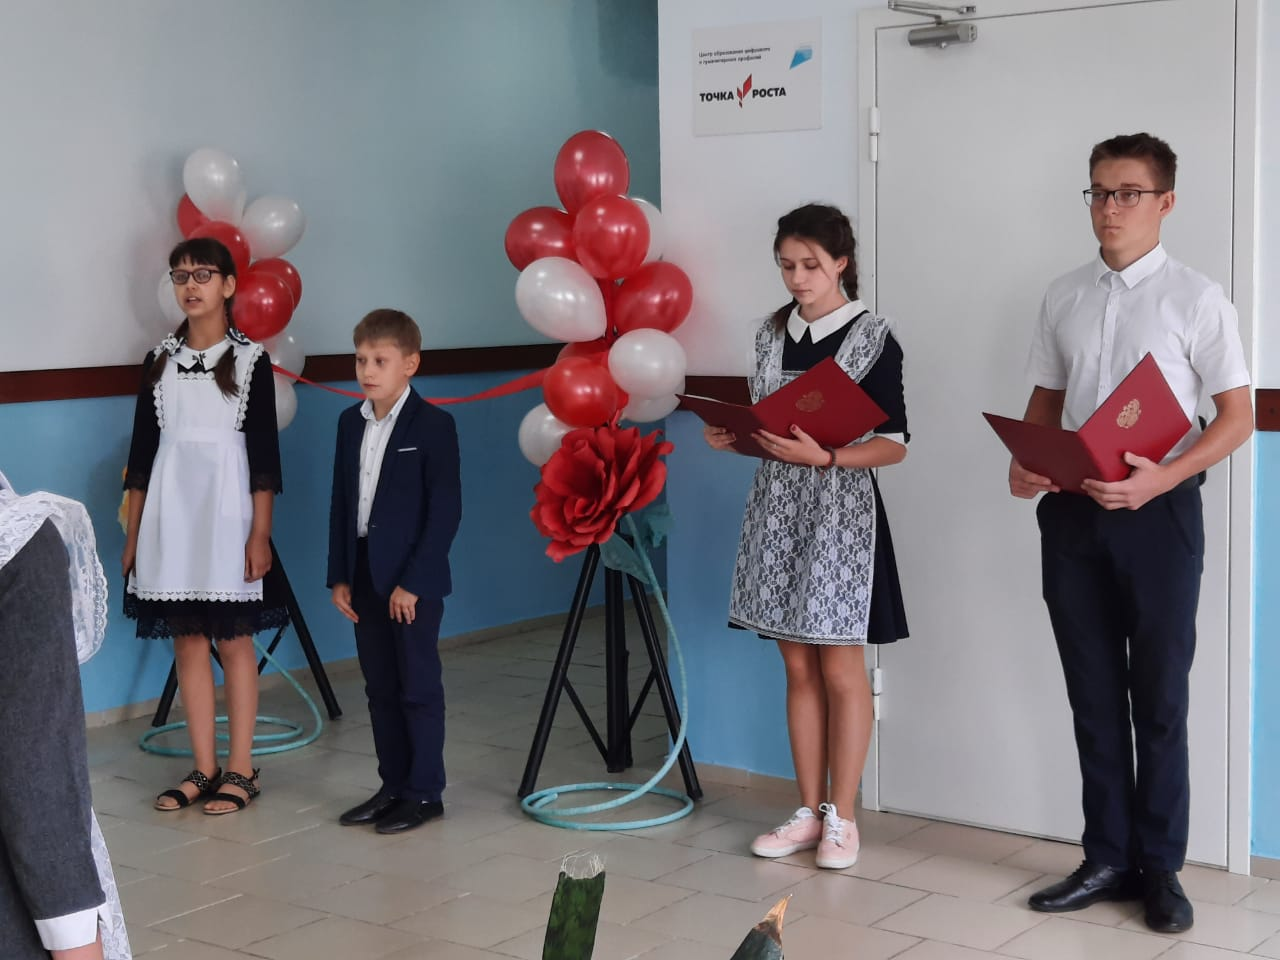 Центр образования цифрового
и гуманитарного профилей
ТОЧКА РОСТА